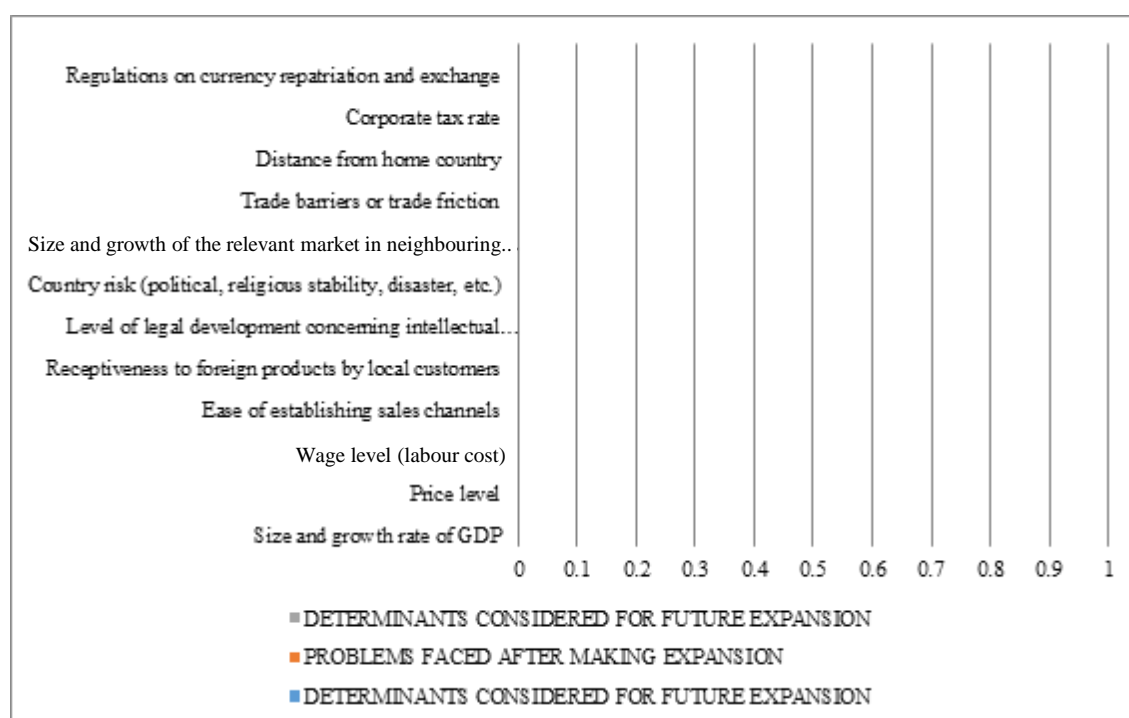 Regulations on currency repatriation and exchange
Corporate tax rate
Distance from home country
Trade barriers or trade friction
Size and growth of the relevant market in neighbouring..
Country risk (political, religious stability, disaster, etc.)
Level of legal development concerning intellectual...
Receptiveness to foreign products by local customers
Ease of establishing sales channels
Wage level (labour cost)
Price level
Size and growth rate of GDP
0 0.1 0.2 0.3 0.4 0.5 0.6 0.7 0.8 0.9 1
DETERMINANTS CONSIDERED FOR FUTURE EXPANSION
PROBLEMS FACED AFTER MAKING EXPANSION
DETERMINANTS CONSIDERED FOR FUTURE EXPANSION